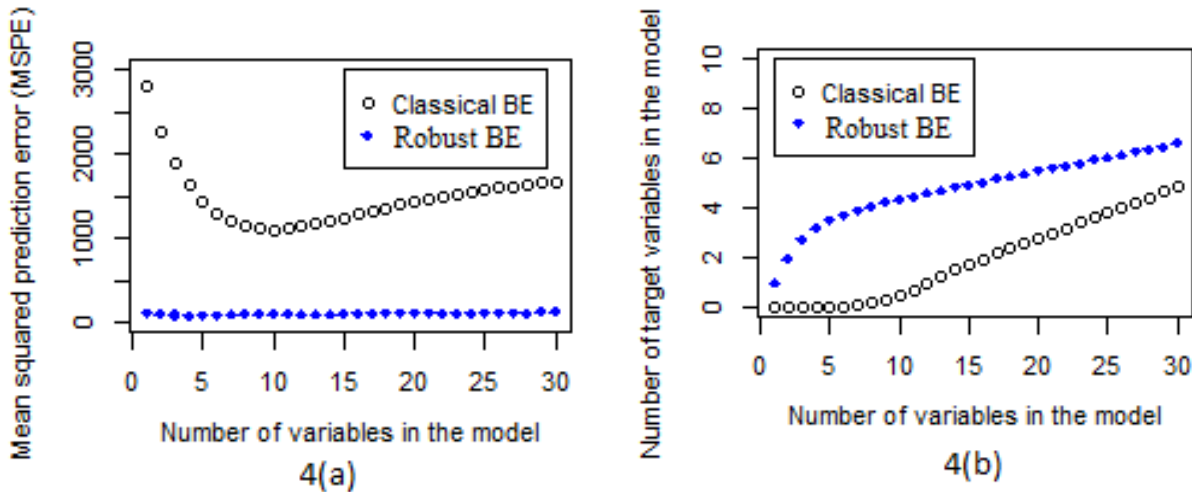 Mean squared prediction error (MSPE)
3000
2000
1000
0
Classical BE
Robust BE
0 5 10 15 20 25 30
Number of variables in the model
4(a)
Number of target variables in the model
10
8
6
4
2
0
Classical BE
Robust BE
0 5 10 15 20 25 30
Number of variables in the model
4(b)